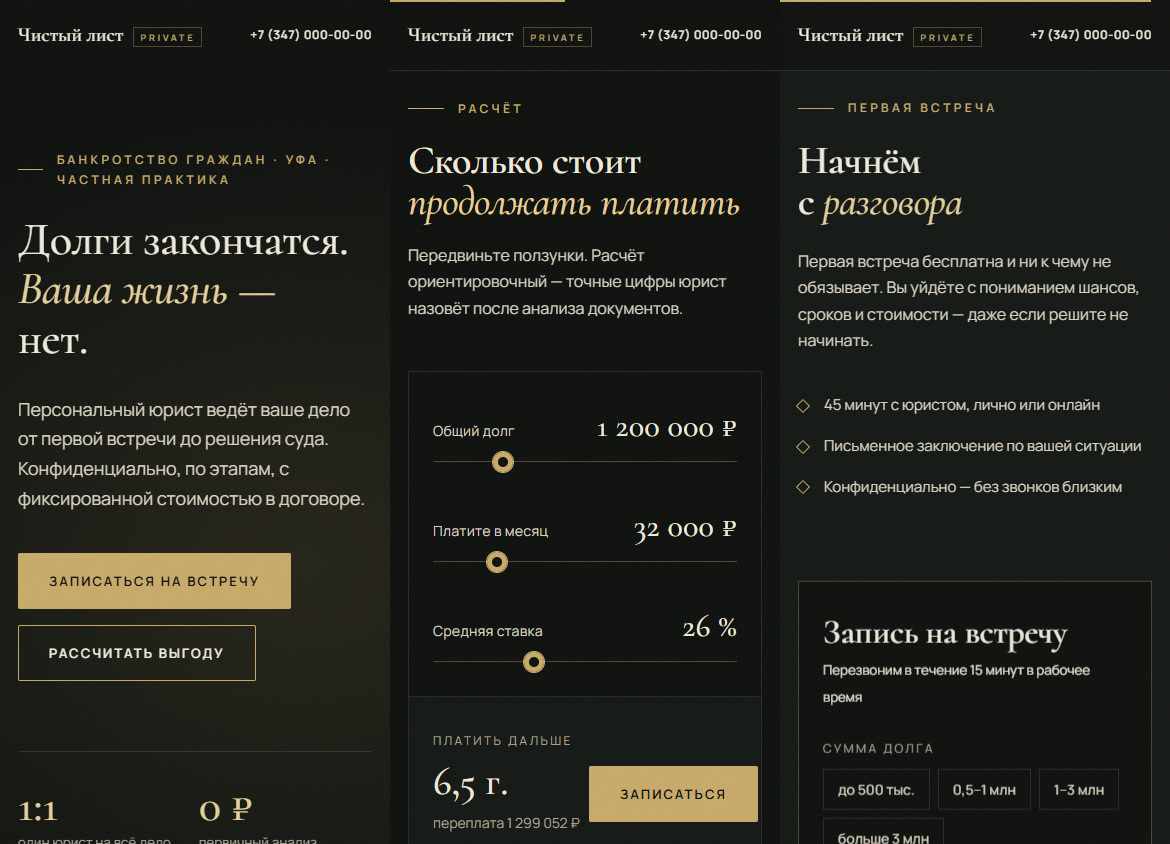 Чистый лист PRIVATE +7 (347) 000-00-00
БАНКРОТСТВО ГРАЖДАН · УФА ·
ЧАСТНАЯ ПРАКТИКА
Долги закончатся.
Ваша жизнь —
нет.
Персональный юрист ведёт ваше дело
от первой встречи до решения суда.
Конфиденциально, по этапам, с
фиксированной стоимостью в договоре.
ЗАПИСАТЬСЯ НА ВСТРЕЧУ
РАССЧИТАТЬ ВЫГОДУ
1:1 0 ₽
один юрист на всё дело первичный анализ
Чистый лист PRIVATE +7 (347) 000-00-00
РАСЧЁТ
Сколько стоит
продолжать платить
Передвиньте ползунки. Расчёт
ориентировочный — точные цифры юрист
назовёт после анализа документов.
Общий долг 1 200 000 ₽
Платите в месяц 32 000 ₽
Средняя ставка 26 %
ПЛАТИТЬ ДАЛЬШЕ
6,5 г.
переплата 1 299 052 ₽
ЗАПИСАТЬСЯ
Чистый лист PRIVATE +7 (347) 000-00-00
ПЕРВАЯ ВСТРЕЧА
Начнём
с разговора
Первая встреча бесплатна и ни к чему не
обязывает. Вы уйдёте с пониманием шансов,
сроков и стоимости — даже если решите не
начинать.
45 минут с юристом, лично или онлайн
Письменное заключение по вашей ситуации
Конфиденциально — без звонков близким
Запись на встречу
Перезвоним в течение 15 минут в рабочее
время
СУММА ДОЛГА
до 500 тыс. 0,5–1 млн 1–3 млн
больше 3 млн